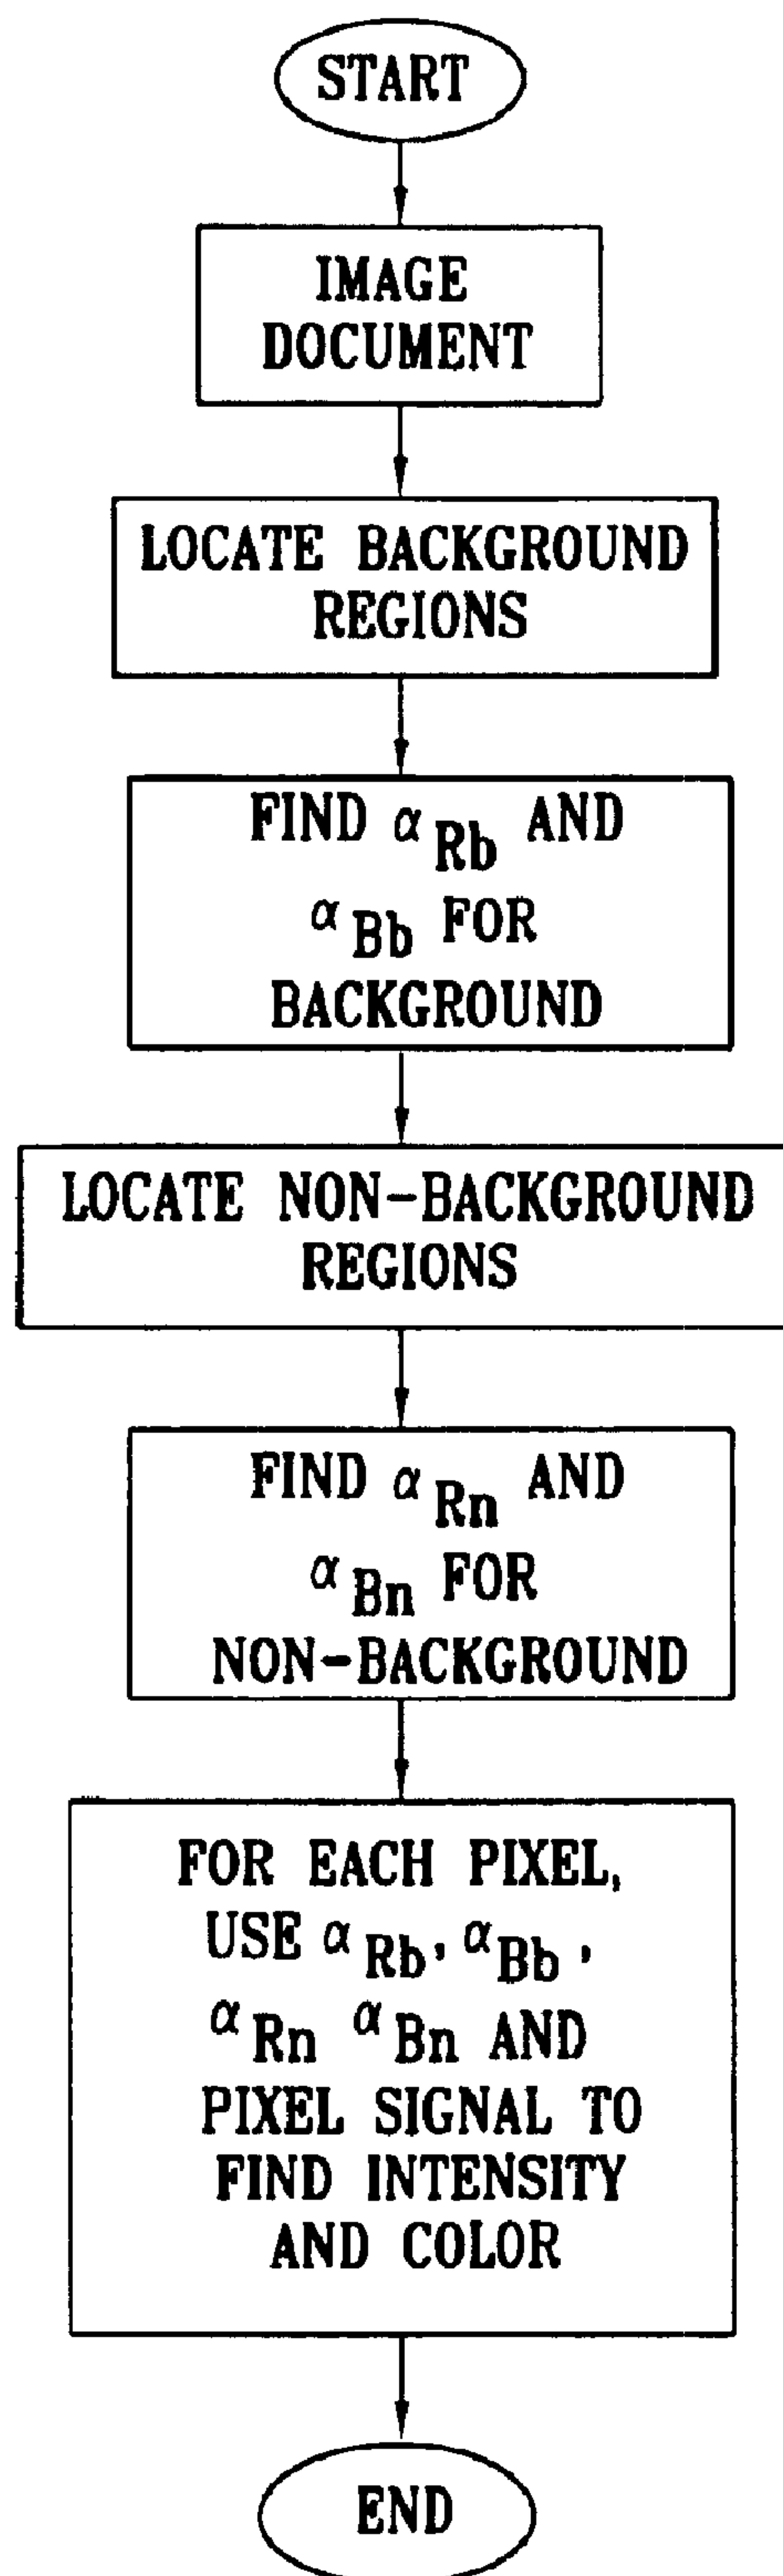 START
IMAGE
DOCUMENT
LOCATE BACKGROUND
REGIONS
FIND α Rb AND
α Bb FOR
BACKGROUND
LOCATE NON-BACKGROUND
REGIONS
FIND α Rn AND
α Bn FOR
NON-BACKGROUND
FOR EACH PIXEL,
USE α Rb, α Bb,
α Rn α Bn AND
PIXEL SIGNAL TO
FIND INTENSITY
AND COLOR
END